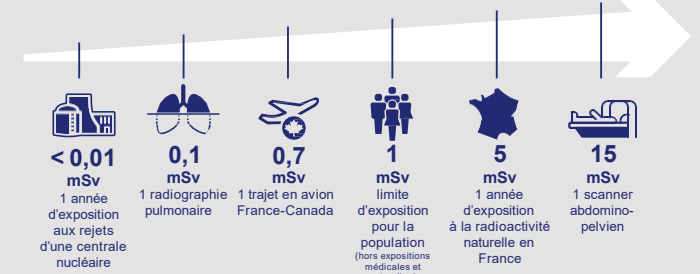 < 0,01
mSv
1 année
d'exposition
aux rejets
d'une centrale
nucléaire
0,1
mSv
1 radiographie
pulmonaire
0,7
mSv
1 trajet en avion
France-Canada
1
mSv
limite
d'exposition
pour la
population
(hors expositions
médicales et
5
mSv
1 année
d'exposition
à la radioactivité
naturelle en
France
15
mSv
1 scanner
abdomino-
pelvien